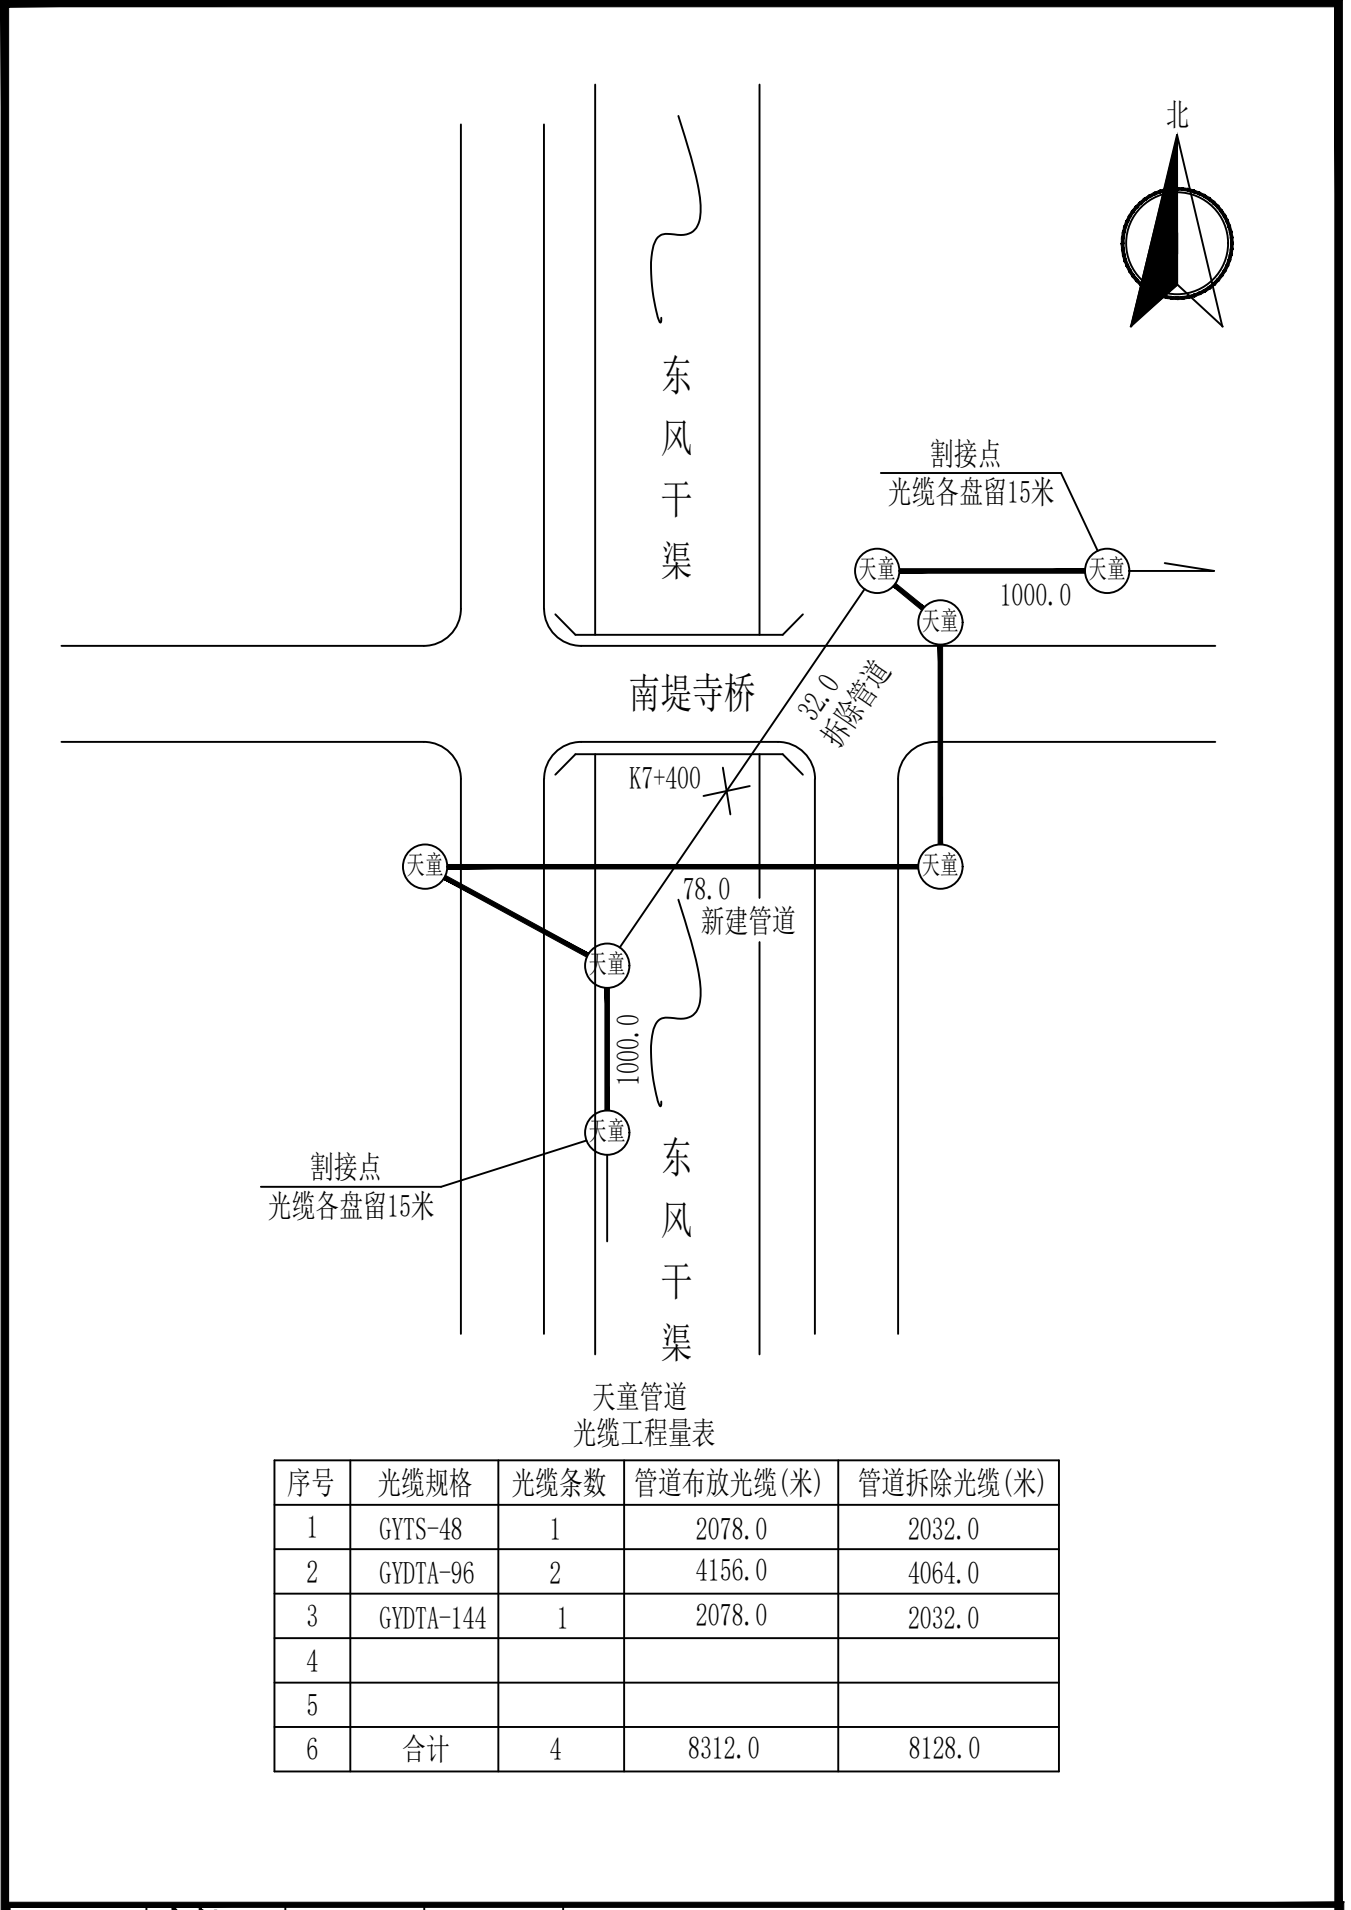 北
东
风
干
渠
割接点
光缆各盘留15米
天童
天童
1000.0
天童
南堤寺桥
32.0
拆除管道
K7+400
天童
天童
78.0
新建管道
天童
1000.0
天童
割接点
光缆各盘留15米
东
风
干
渠
天童管道
光缆工程量表
序号 光缆规格 光缆条数 管道布放光缆(米) 管道拆除光缆(米)
1 GYTS-48 1 2078.0 2032.0
2 GYDTA-96 2 4156.0 4064.0
3 GYDTA-144 1 2078.0 2032.0
4
5
6 合计 4 8312.0 8128.0